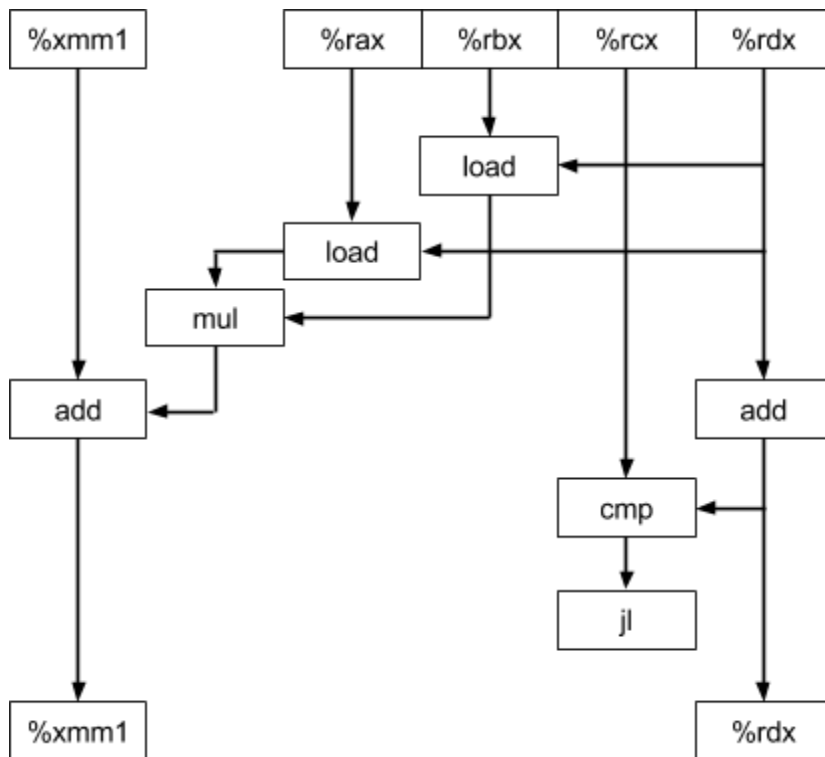 %xmm1 %rax %rbx %rcx %rdx
load
load
mul
add add
cmp
jl
%xmm1 %rdx